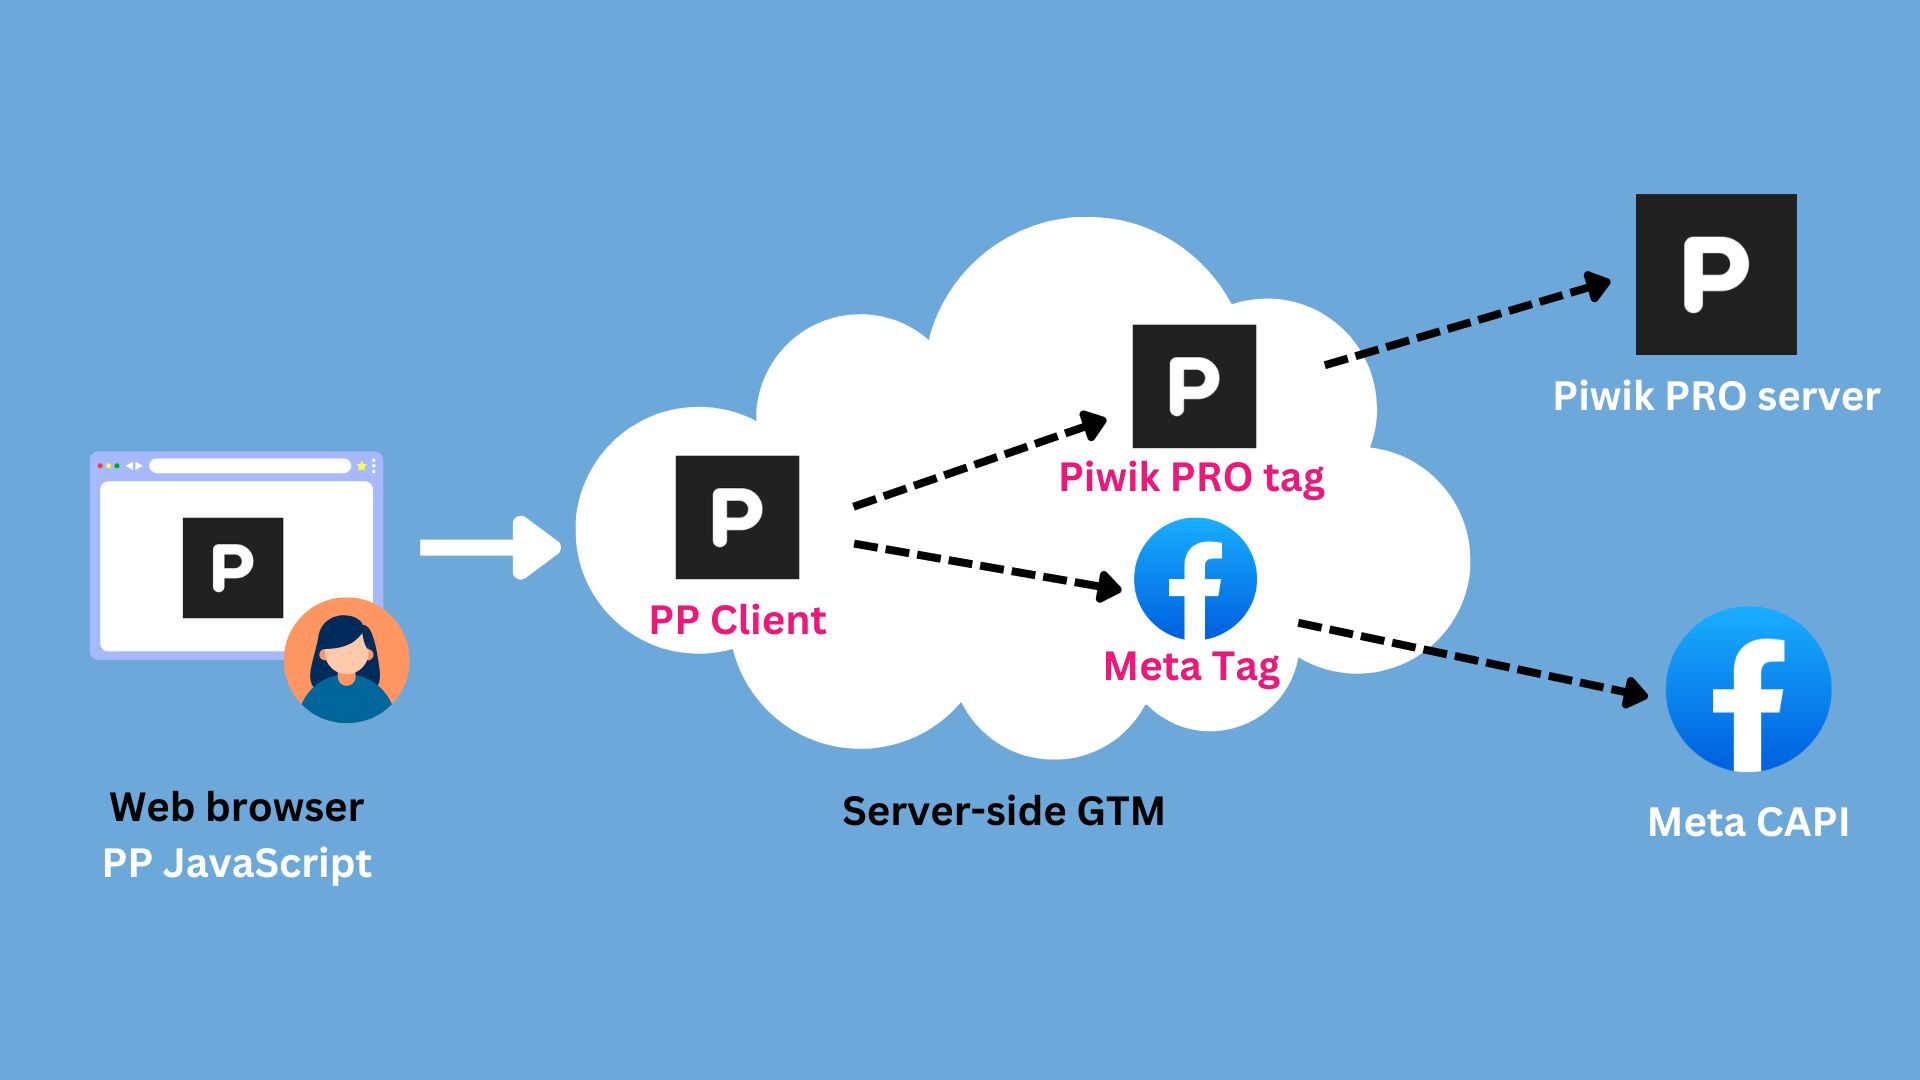 Web browser
PP JavaScript
P
P
PP Client
P
Piwik PRO tag
Meta Tag
Server-side GTM
P
Piwik PRO server
Meta CAPI